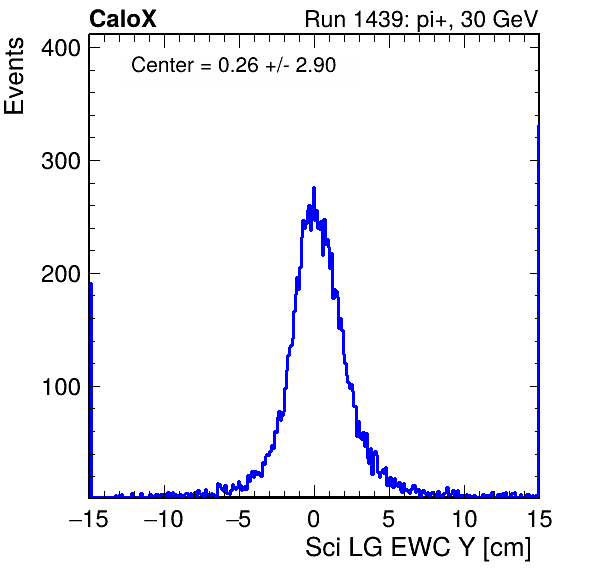 CaloX Run 1439: pi+, 30 GeV
Events
Center = 0.26 +/- 2.90
400
300
200
100
−15 −10 −5 0 5 10 15
Sci LG EWC Y [cm]